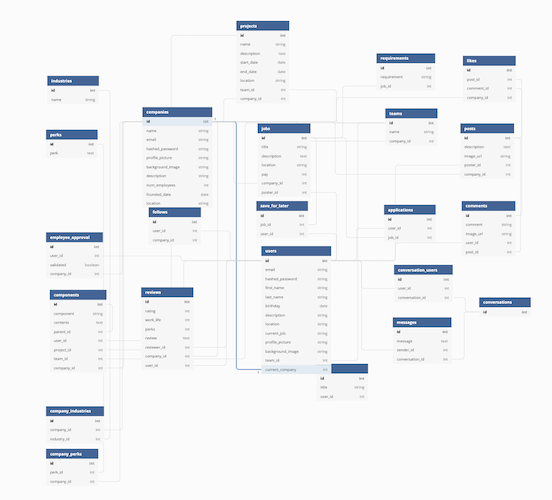 projects
id int
name string
description text
start_date date
end_date date
location string
team_id int
company_id int
requirements
id int
requirement string
job_id int
likes
id int
post_id int
comment_id int
company_id int
industries
id int
name string
companies
id int
name string
email string
hashed_password string
profile_picture string
background_image string
description string
num_employees int
founded_date date
location string
perks
id int
perk text
jobs
id int
title string
description text
location string
pay int
company_id int
poster_id int
teams
id int
name string
company_id int
posts
id int
description text
image_url string
poster_id int
company_id int
follows
id int
user_id int
company_id int
save_for_later
id int
job_id int
user_id int
applications
id int
user_id int
job_id int
comments
id int
comment string
image_url string
user_id int
post_id int
employee_approval
id int
user_id int
validated boolean
company_id int
users
id int
email string
hashed_password string
first_name string
last_name string
birthday date
description string
location string
current_job string
profile_picture string
background_image string
team_id int
current_company int
conversation_users
id int
user_id int
conversation_id int
components
id int
component string
contents text
parent_id int
user_id int
project_id int
team_id int
company_id int
reviews
id int
rating int
work_life int
perks int
review text
reviewer_id int
company_id int
user_id int
conversations
id int
messages
id int
message text
sender_id int
conversation_id int
id int
title string
user_id int
company_industries
id int
company_id int
industry_id int
company_perks
id int
perk_id int
company_id int